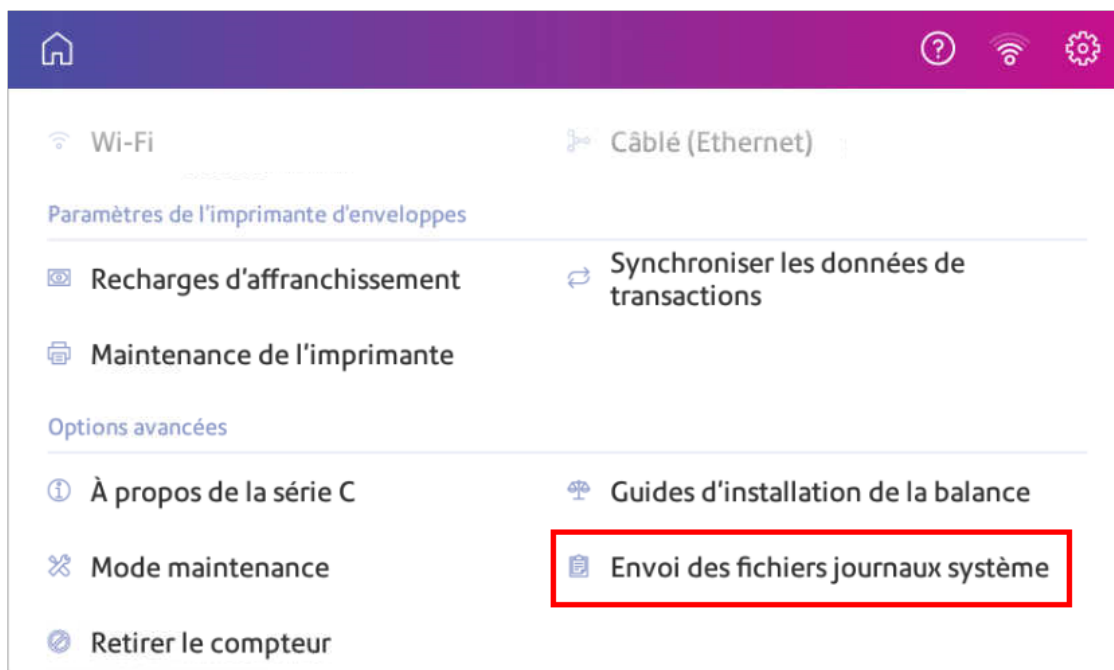 Wi-Fi
Câblé (Ethernet)
Paramètres de l'imprimante d'enveloppes
Recharges d'affranchissement
Synchroniser les données de
transactions
Maintenance de l'imprimante
Options avancées
À propos de la série C
Guides d'installation de la balance
Mode maintenance
Envoi des fichiers journaux système
Retirer le compteur